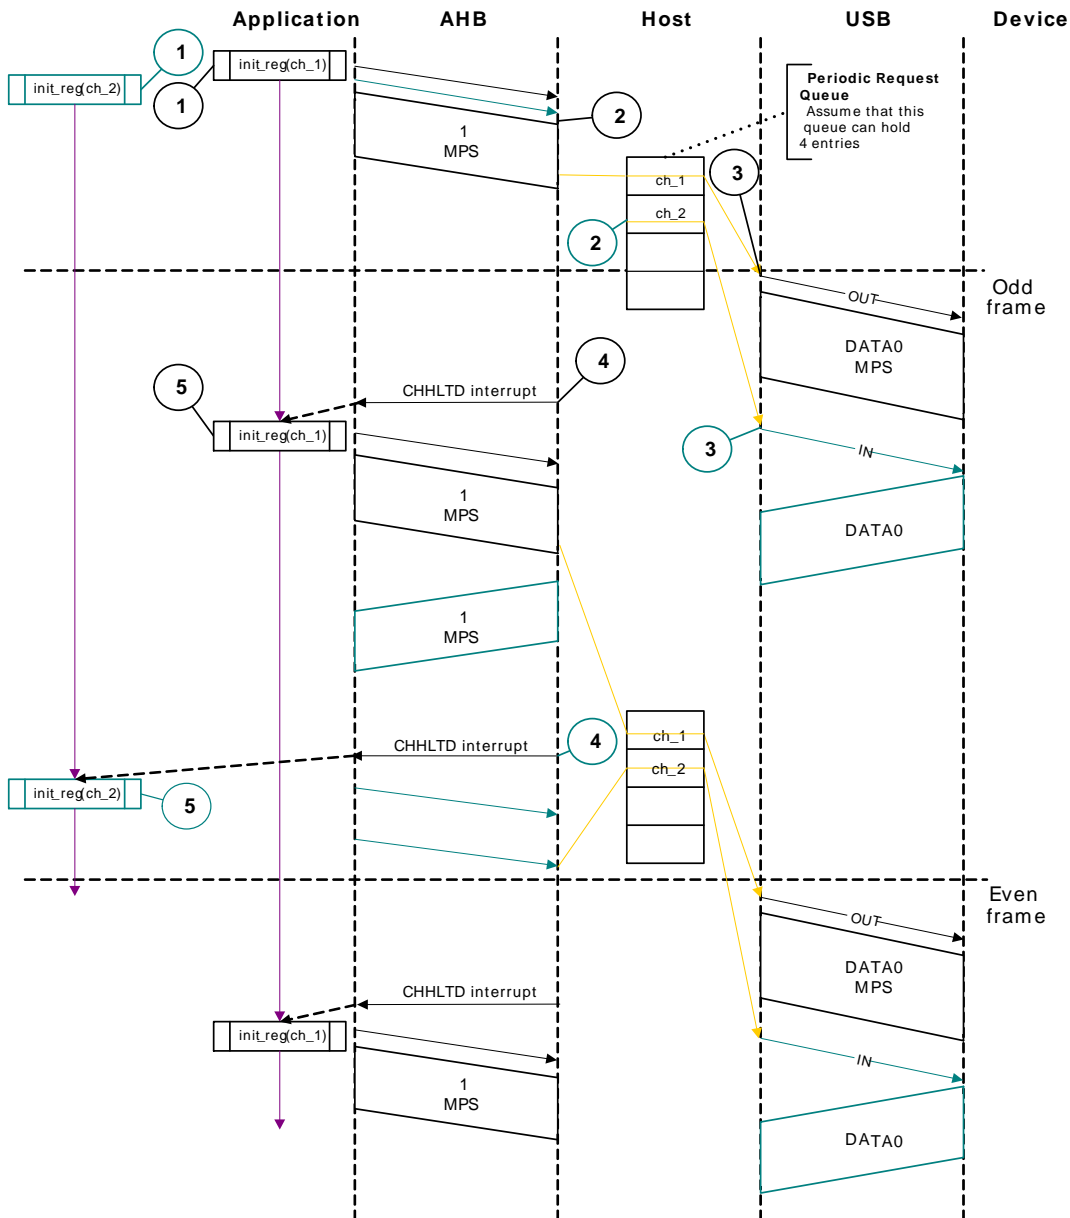 Application AHB Host USB Device
1
init_reg(ch_1)
init_reg(ch_2)
1
2
Periodic Request
Queue
Assume that this
queue can hold
4 entries
1
MPS
3
ch_1
ch_2
2
Odd
frame
OUT
DATA0
MPS
4
5
CHHLTD interrupt
init_reg(ch_1)
3
IN
1
MPS
DATA0
1
MPS
ch_1
4
CHHLTD interrupt
ch_2
init_reg(ch_2)
5
Even
frame
OUT
DATA0
MPS
CHHLTD interrupt
init_reg(ch_1)
IN
1
MPS
DATA0